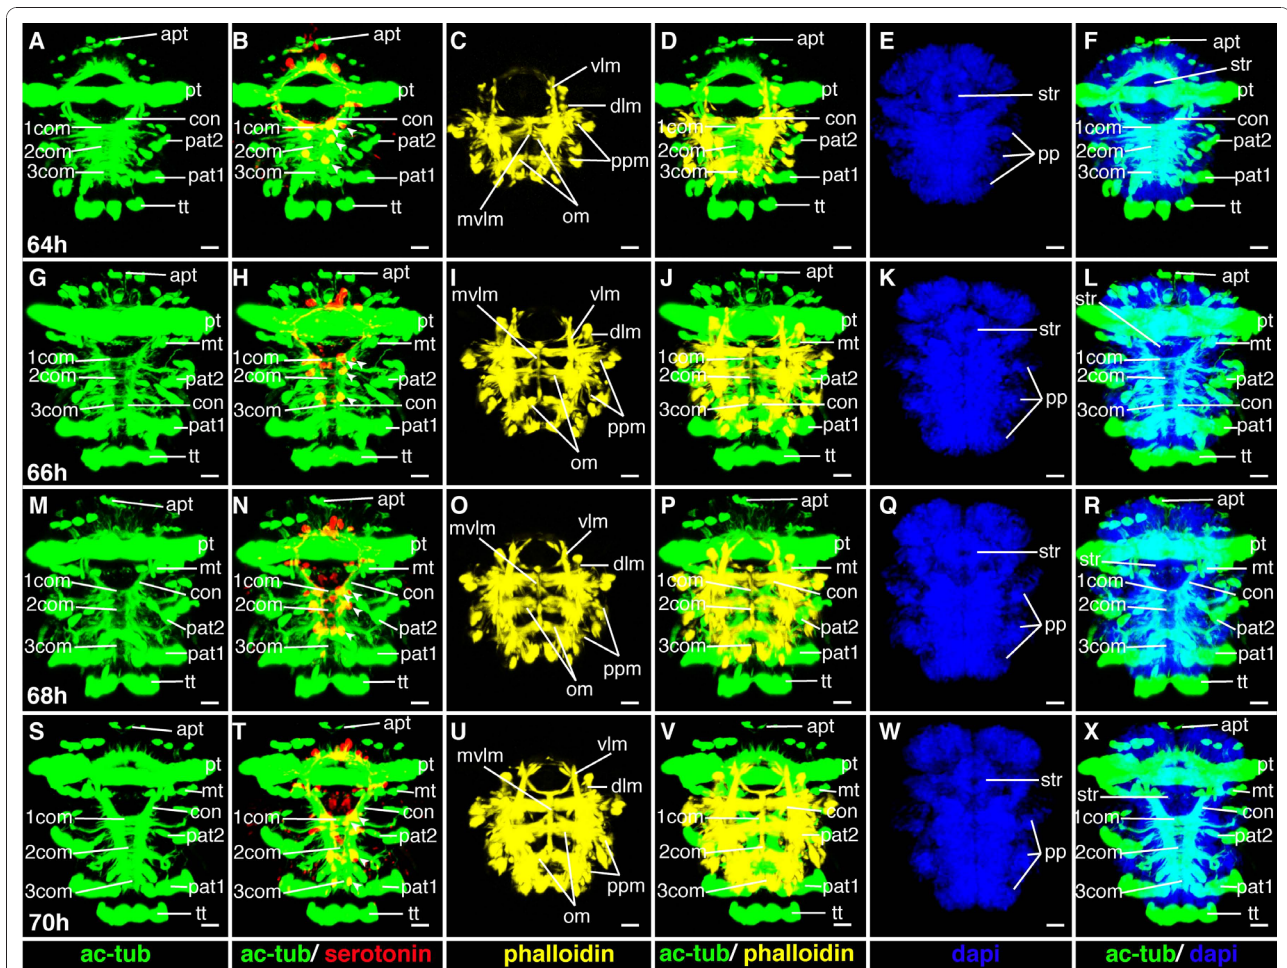 A
apt
pt
con
1com
2com
pat2
3com
pat1
tt
64h
B
apt
pt
con
1com
2com
pat2
3com
pat1
tt
C
vlm
dlm
ppm
mvlm
om
D
apt
pt
con
1com
2com
pat2
3com
pat1
tt
E
str
pp
F
apt
str
pt
con
1com
2com
pat2
3com
pat1
tt
G
apt
pt
mt
1com
2com
pat2
3com
con
pat1
tt
66h
H
apt
pt
mt
1com
2com
pat2
3com
con
pat1
tt
I
mvlm
vlm
dlm
ppm
om
J
apt
pt
mt
1com
2com
pat2
3com
con
pat1
tt
K
str
pp
L
apt
str
pt
mt
1com
2com
pat2
3com
con
pat1
tt
M
apt
pt
mt
1com
con
2com
pat2
3com
pat1
tt
68h
N
apt
pt
mt
1com
con
2com
pat2
3com
pat1
tt
O
mvlm
vlm
dlm
ppm
om
P
apt
pt
mt
1com
con
2com
pat2
3com
pat1
tt
Q
str
pp
R
apt
pt
str
mt
1com
con
2com
pat2
3com
pat1
tt
S
apt
pt
mt
con
1com
pat2
2com
3com
pat1
tt
70h
T
apt
pt
mt
con
1com
pat2
2com
3com
pat1
tt
U
mvlm
vlm
dlm
ppm
om
V
apt
pt
mt
con
1com
pat2
2com
3com
pat1
tt
W
str
pp
X
apt
pt
str
mt
con
1com
pat2
2com
3com
pat1
tt
ac-tub
ac-tub/ serotonin
phalloidin
ac-tub/ phalloidin
dapi
ac-tub/ dapi